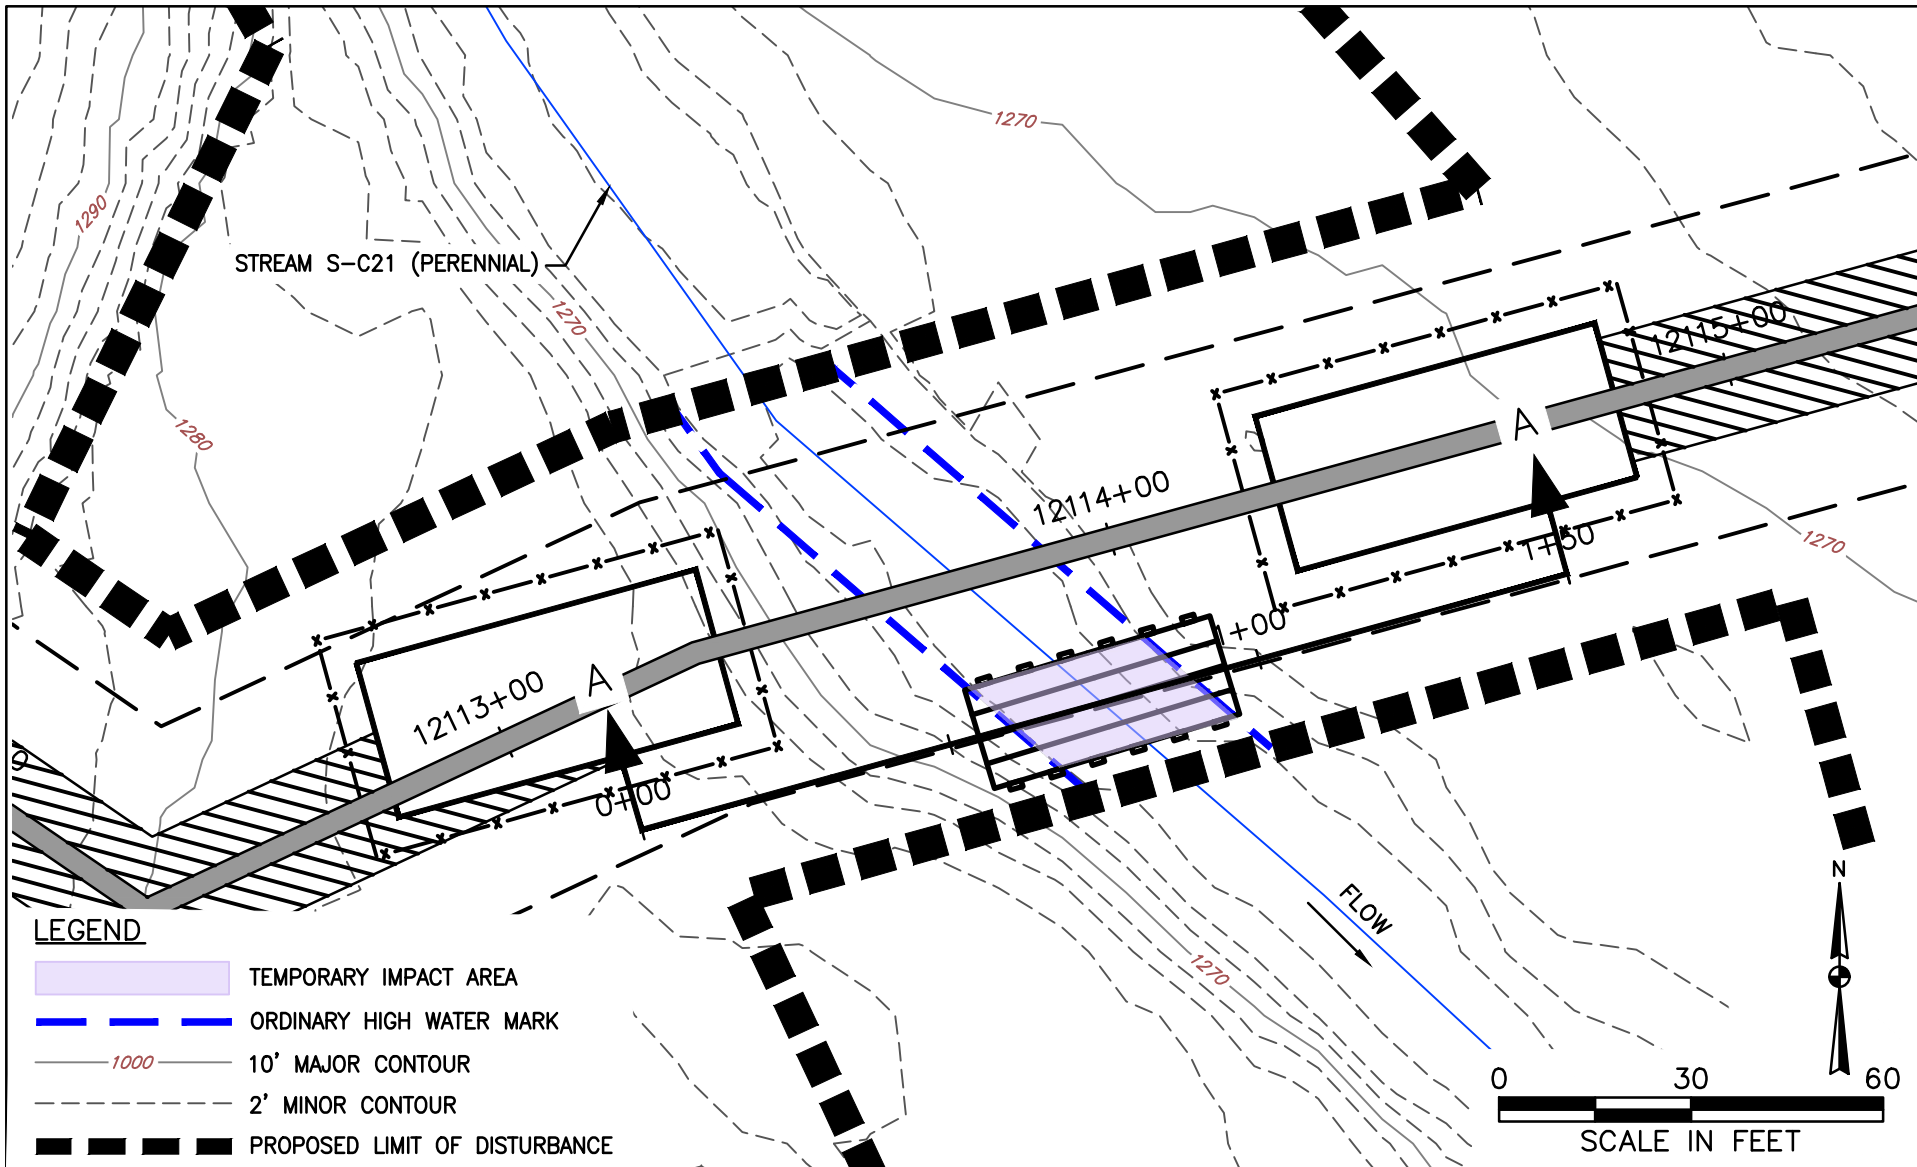 1270
1290
STREAM S-C21 (PERENNIAL)
1270
12115+00
1280
A
12114+00
1+50
1270
1+00
A
12113+00
0+00
FLOW
1270
N
LEGEND
TEMPORARY IMPACT AREA
ORDINARY HIGH WATER MARK
1000 10' MAJOR CONTOUR
2' MINOR CONTOUR
PROPOSED LIMIT OF DISTURBANCE
0 30 60
SCALE IN FEET